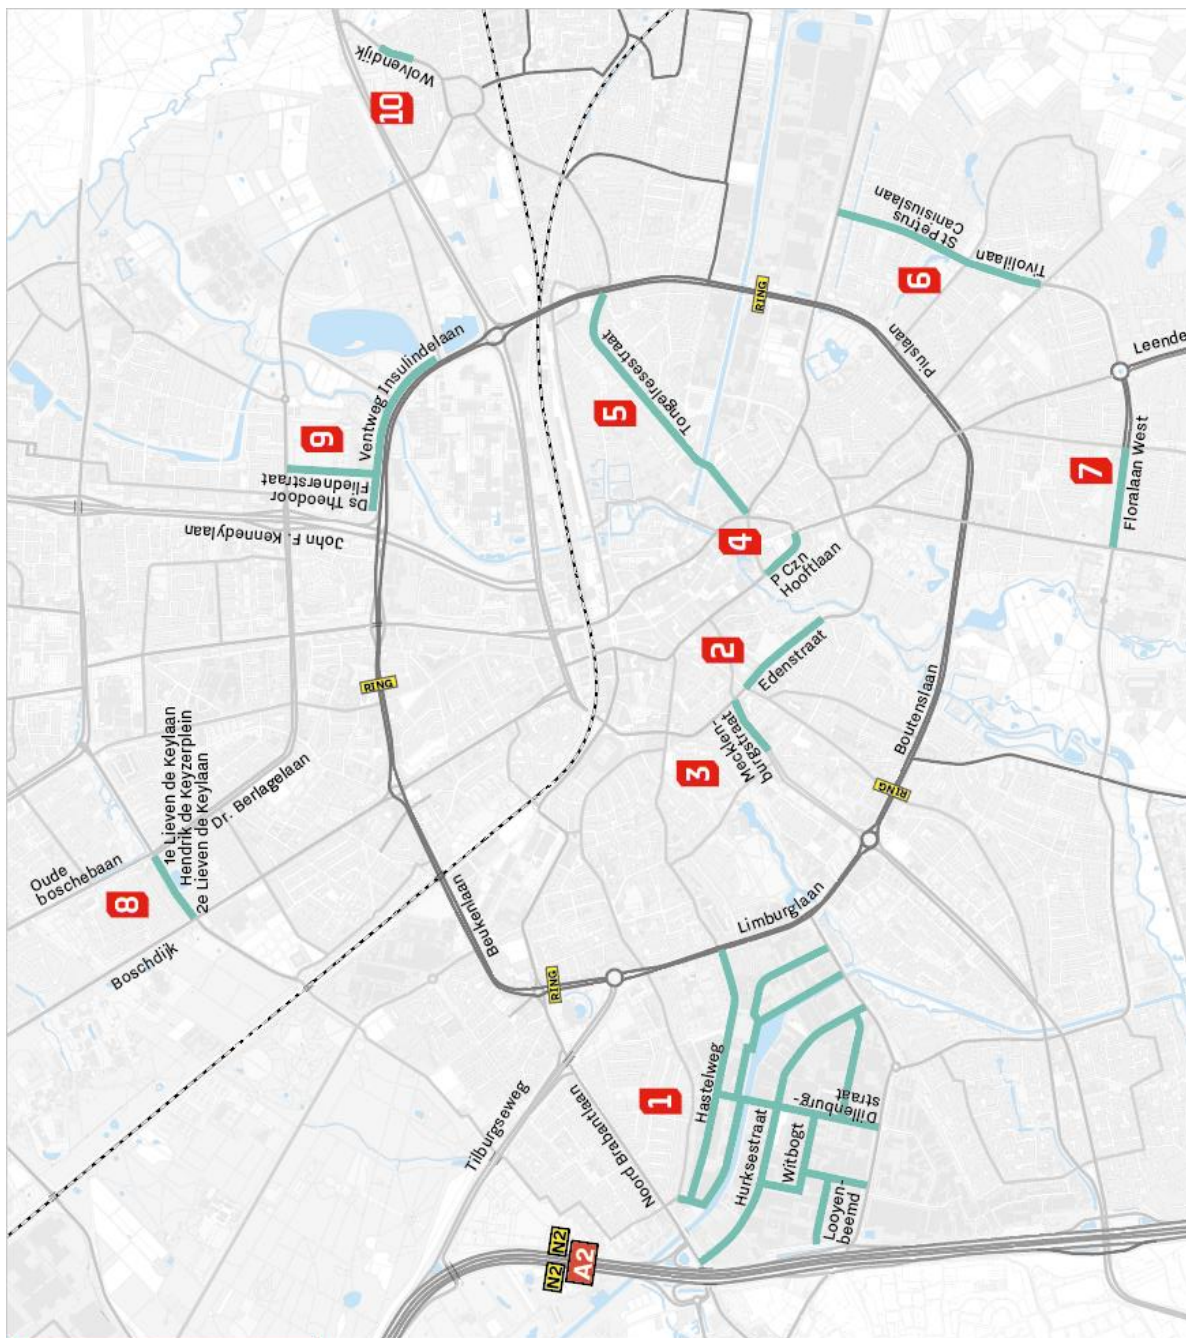 Wolvendijk
10
St Petrus
Canisiuslaan
Tivolilaan
6
RING
Piuslaan
Leende
Ventweg Insulindelaan
9
Ds Theodoor
Fliednerstraat
John F. Kennedylaan
Tongelresestraat
5
4
P Czn
Hooftlaan
7
Floralaan West
2
Edenstraat
3
Mecklen-
burgstraat
RING
Boutenslaan
RING
1e Lieven de Keylaan
Hendrik de Keyzerplein
2e Lieven de Keylaan
Dr. Berlagelaan
Oude
boschebaan
8
Boschdijk
Beukenlaan
RING
Limburglaan
Tilburgseweg
Noord Brabantlaan
1
Hastelweg
Hurksestraat
Dillenburg-
straat
Witbogt
Looyen-
beemd
N2
N2
A2